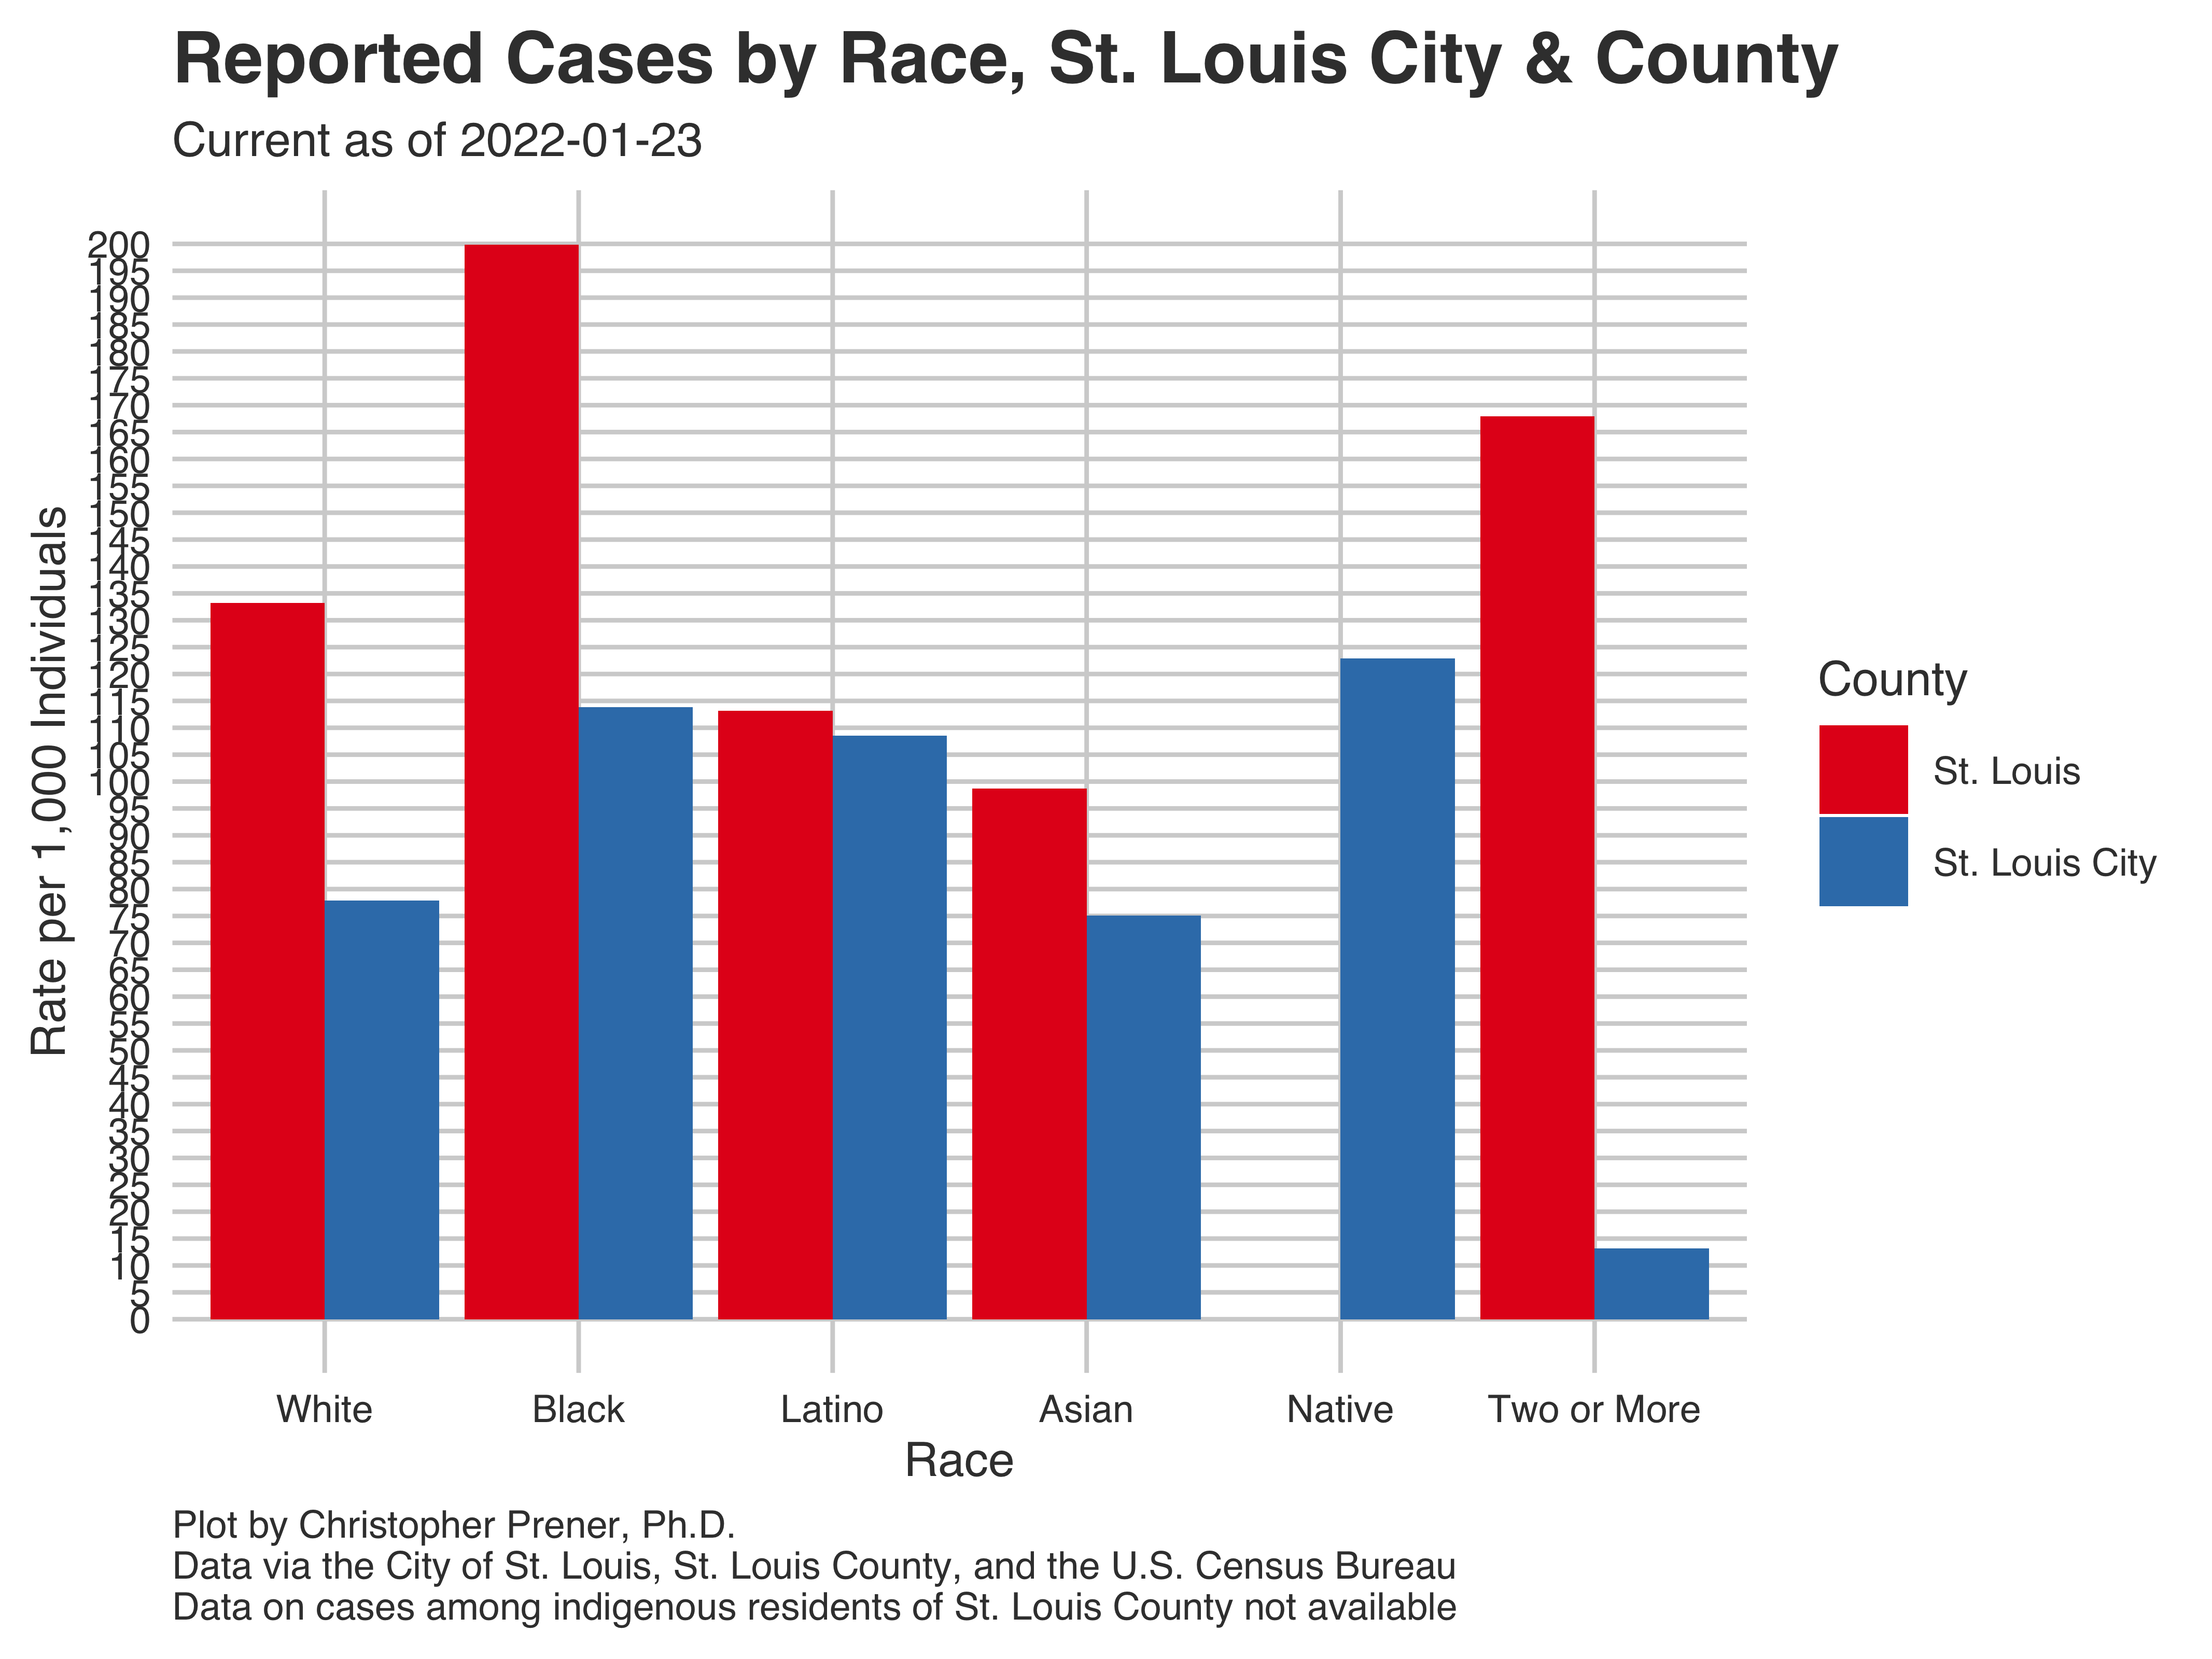 Reported Cases by Race, St. Louis City & County
Current as of 2022-01-23
Rate per 1,000 Individuals
200
195
190
185
180
175
170
165
160
155
150
145
140
135
130
125
120
115
110
105
100
95
90
85
80
75
70
65
60
55
50
45
40
35
30
25
20
15
10
5
0
White
Black
Latino
Asian
Native
Two or More
Race
County
St. Louis
St. Louis City
Plot by Christopher Prener, Ph.D.
Data via the City of St. Louis, St. Louis County, and the U.S. Census Bureau
Data on cases among indigenous residents of St. Louis County not available